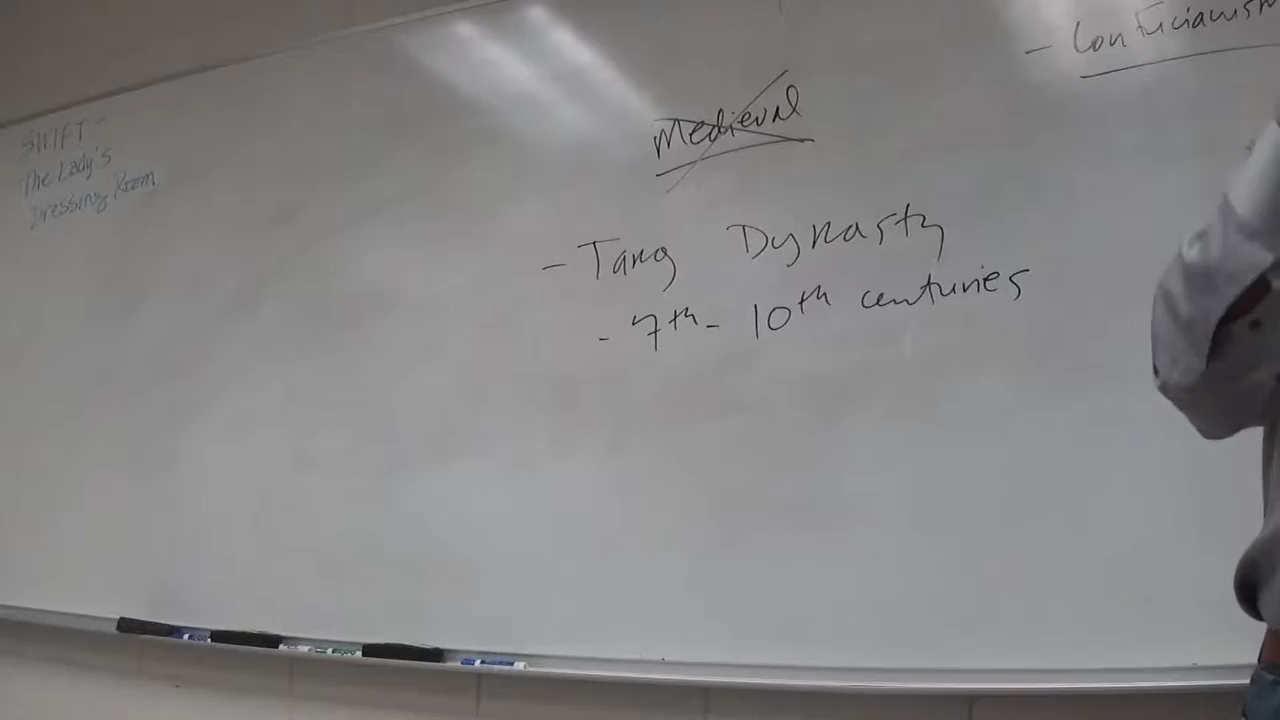 SWIFT -
The Lady's
Dressing Room
Medieval
- Tang Dynasty
- 7th - 10th centuries
- Confucianism